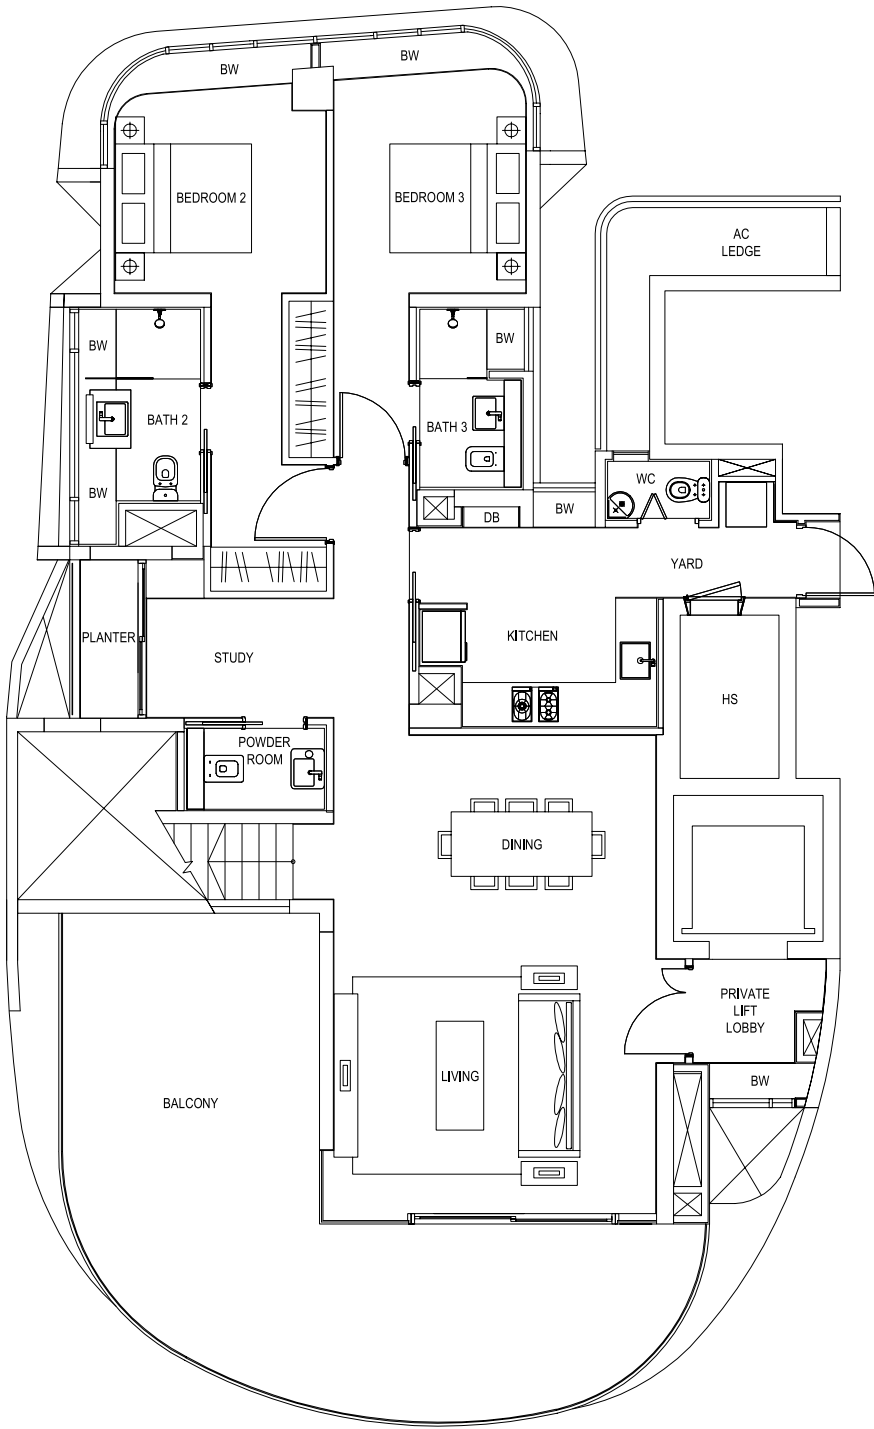 BW
BW
BEDROOM 2
BEDROOM 3
AC
LEDGE
BW
BW
BATH 2
BATH 3
BW
WC
BW
DB
YARD
PLANTER
STUDY
KITCHEN
HS
POWDER
ROOM
DINING
PRIVATE
LIFT
LOBBY
LIVING
BW
BALCONY